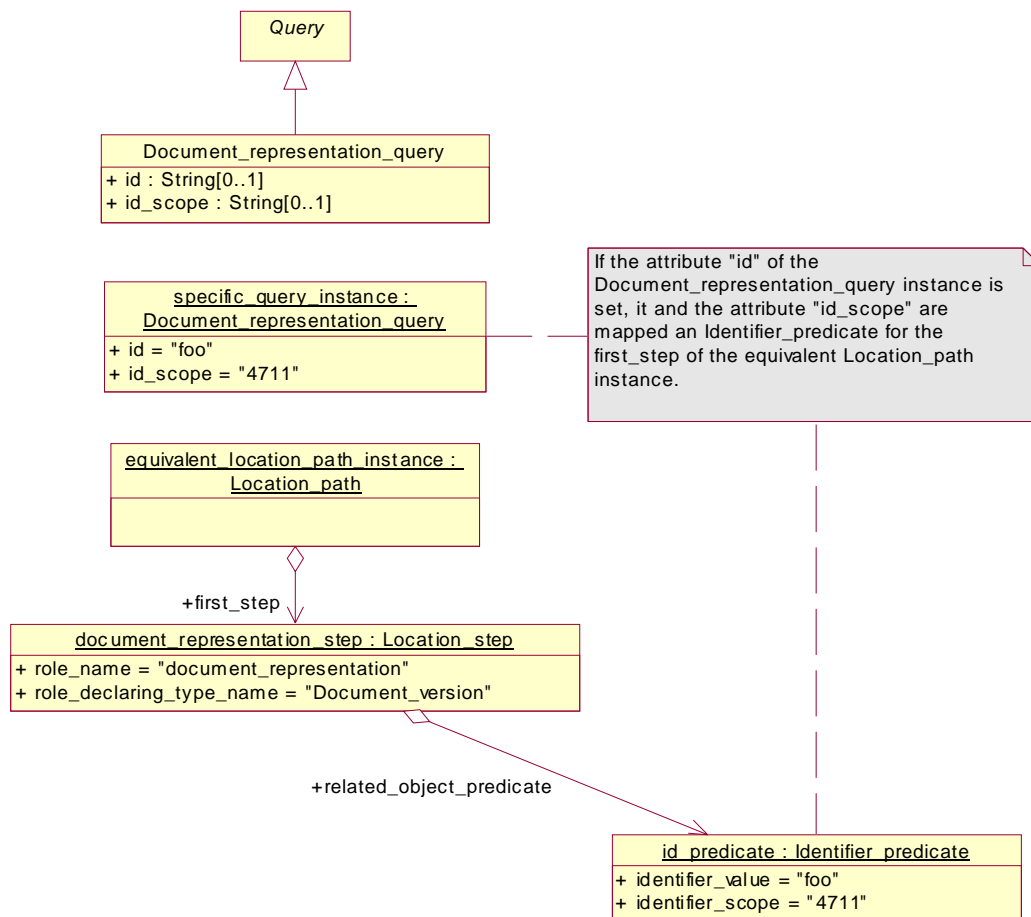 Query
Document_representation_query
+ id : String[0..1]
+ id_scope : String[0..1]
specific_query_instance :
Document_representation_query
+ id = "foo"
+ id_scope = "4711"
If the attribute "id" of the
Document_representation_query instance is
set, it and the attribute "id_scope" are
mapped an Identifier_predicate for the
first_step of the equivalent Location_path
instance.
equivalent_location_path_instance :
Location_path
+first_step
document_representation_step : Location_step
+ role_name = "document_representation"
+ role_declaring_type_name = "Document_version"
+related_object_predicate
id_predicate : Identifier_predicate
+ identifier_value = "foo"
+ identifier_scope = "4711"